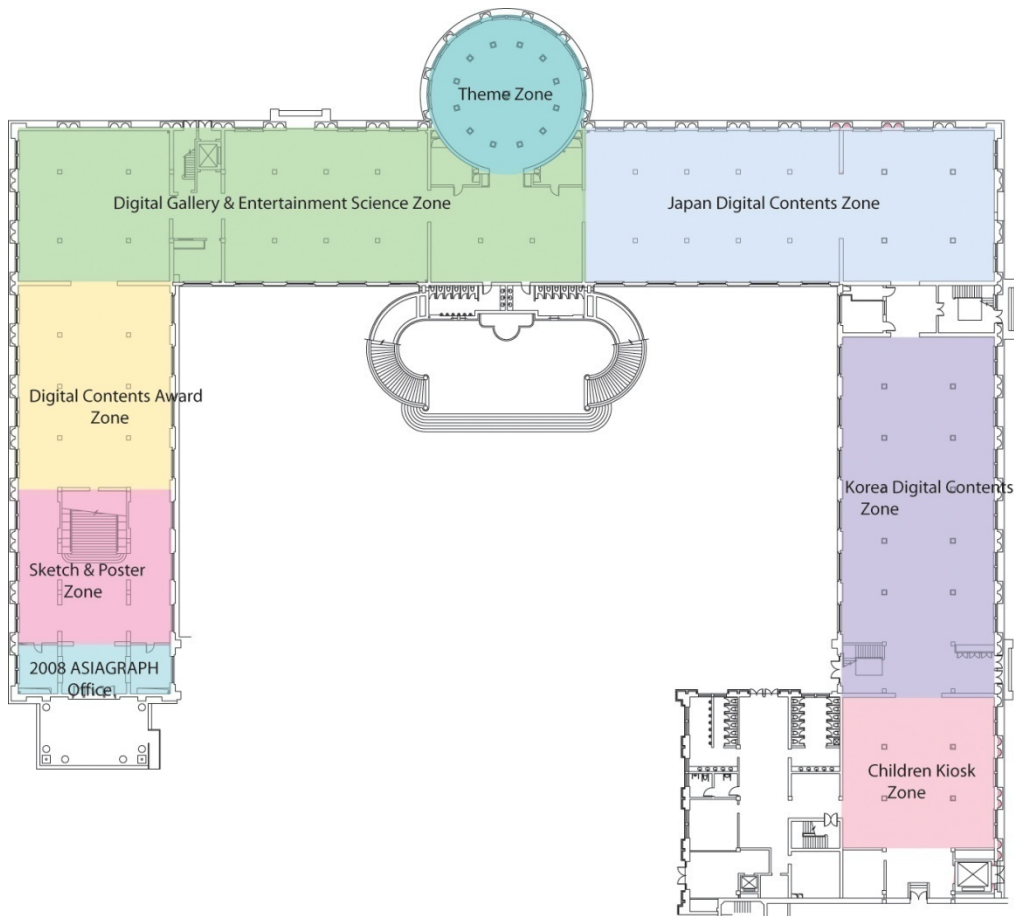 Theme Zone
Digital Gallery & Entertainment Science Zone
Japan Digital Contents Zone
Digital Contents Award
Zone
Korea Digital Contents
Zone
Sketch & Poster
Zone
2008 ASIAGRAPH
Office
Children Kiosk
Zone